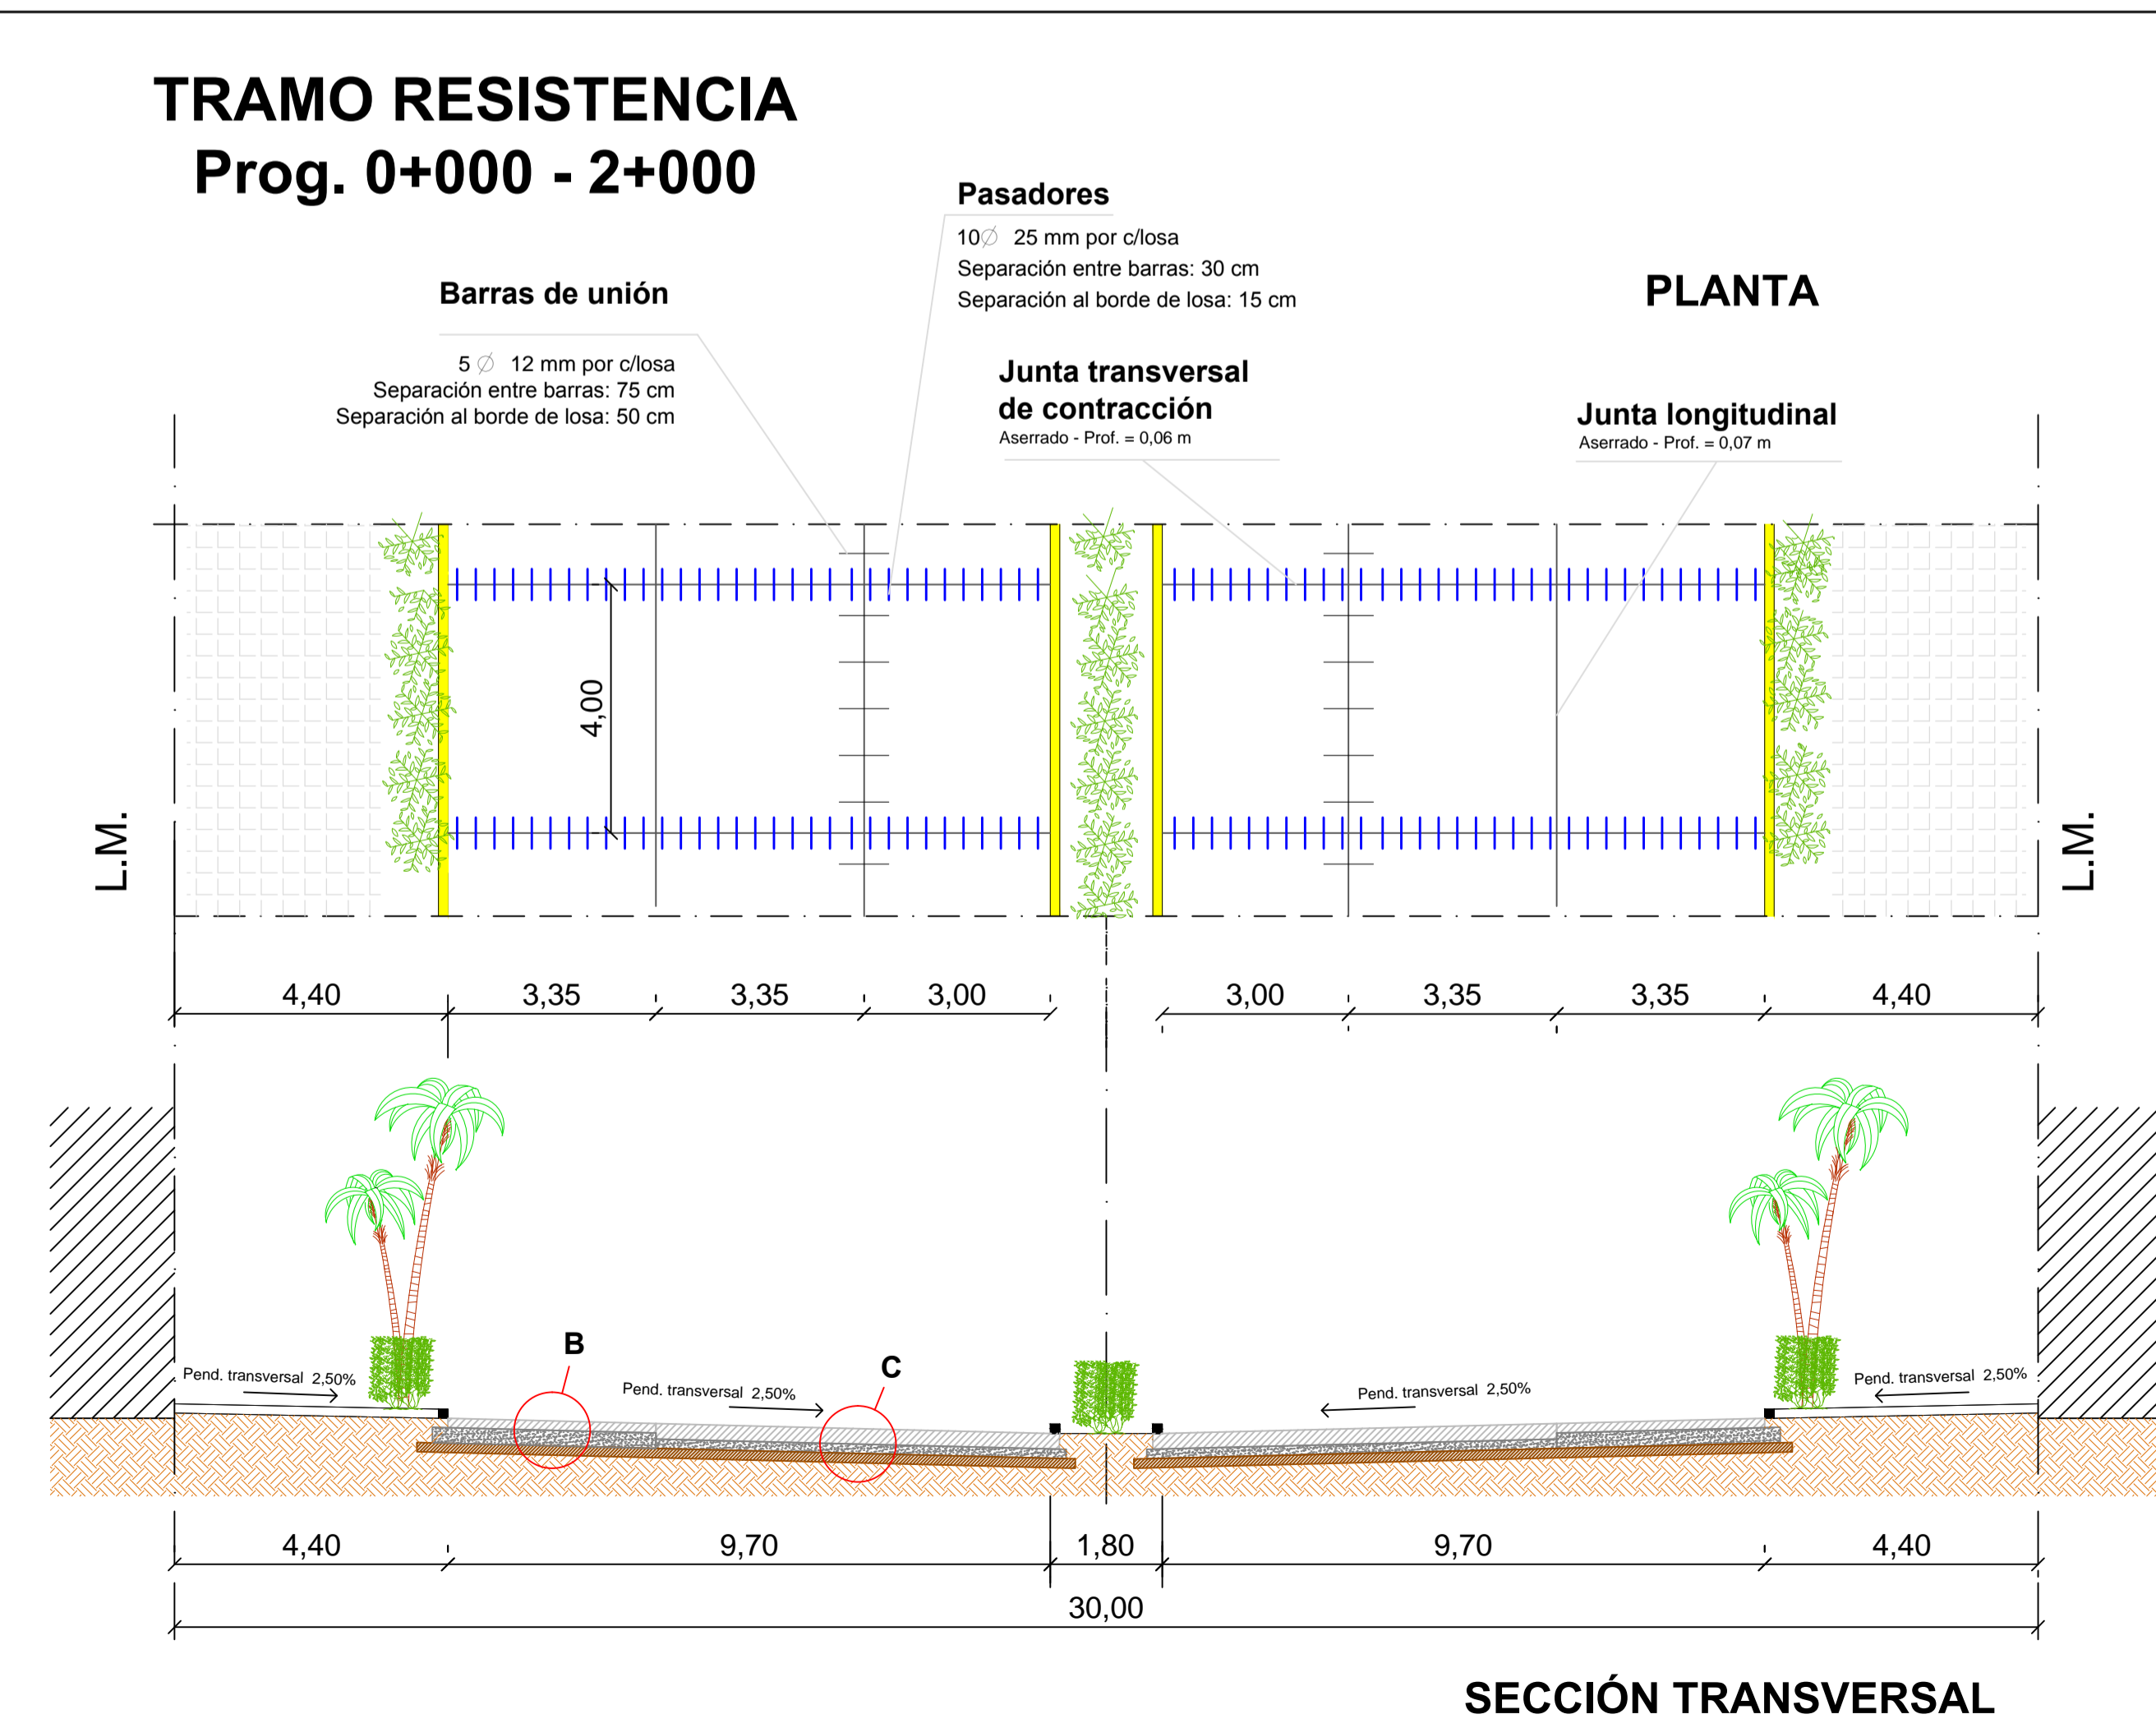 TRAMO RESISTENCIA
Prog. 0+000 - 2+000
Pasadores
10∅ 25 mm por c/losa
Separación entre barras: 30 cm
Separación al borde de losa: 15 cm
PLANTA
Barras de unión
5 ∅ 12 mm por c/losa
Separación entre barras: 75 cm
Separación al borde de losa: 50 cm
Junta transversal
de contracción
Aserrado - Prof. = 0,06 m
Junta longitudinal
Aserrado - Prof. = 0,07 m
4,00
L.M.
L.M.
4,40 3,35 3,35 3,00 3,00 3,35 3,35 4,40
B
C
Pend. transversal 2,50%
Pend. transversal 2,50%
Pend. transversal 2,50%
Pend. transversal 2,50%
4,40 9,70 1,80 9,70 4,40
30,00
SECCIÓN TRANSVERSAL